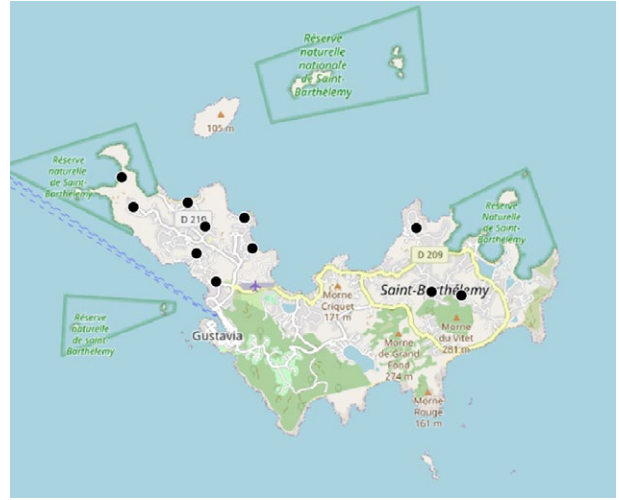 Réserve
naturelle
nationale
de Saint-
Barthélemy
105 m
Réserve
naturelle
de Saint-
Barthélemy
D 210
Réserve
Naturelle
de Saint-
Barthélemy
D 209
Saint-Barthélemy
Morne
Criquet
171 m
Réserve
naturelle
de saint-
barthelemy
Gustavia
Morne
du Vitet
281 m
Morne
de Grand
Fond
274 m
Morne
Rouge
161 m